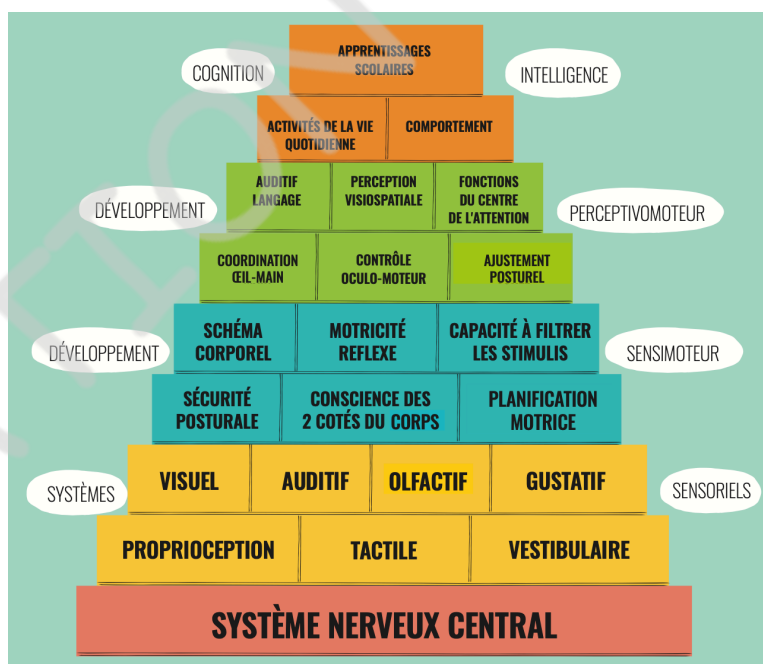 APPRENTISSAGES
SCOLAIRES
COGNITION
INTELLIGENCE
ACTIVITÉS DE LA VIE
QUOTIDIENNE
COMPORTEMENT
AUDITIF
LANGAGE
PERCEPTION
VISIOSPATIALE
FONCTIONS
DU CENTRE
DE L'ATTENTION
DÉVELOPPEMENT
PERCEPTIVOMOTEUR
COORDINATION
ŒIL-MAIN
CONTRÔLE
OCULO-MOTEUR
AJUSTEMENT
POSTUREL
SCHÉMA
CORPOREL
MOTRICITÉ
REFLEXE
CAPACITÉ À FILTRER
LES STIMULIS
DÉVELOPPEMENT
SENSIMOTEUR
SÉCURITÉ
POSTURALE
CONSCIENCE DES
2 COTÉS DU CORPS
PLANIFICATION
MOTRICE
VISUEL
AUDITIF
OLFACTIF
GUSTATIF
SYSTÈMES
SENSORIELS
PROPRIOCEPTION
TACTILE
VESTIBULAIRE
SYSTÈME NERVEUX CENTRAL